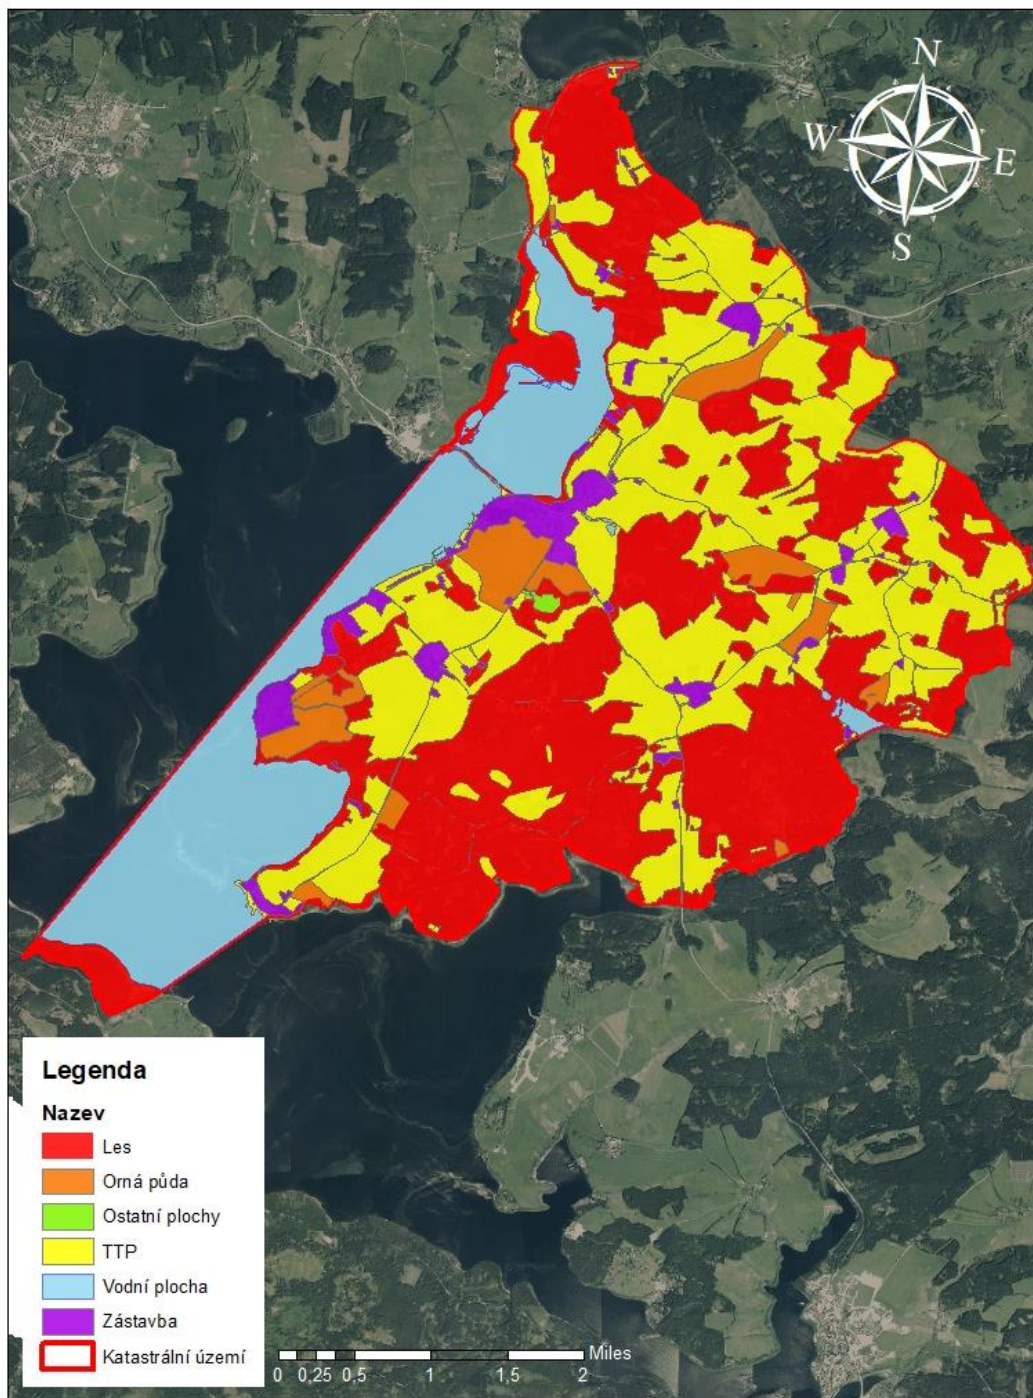 N
W
E
S
Legenda
Nazev
Les
Orná půda
Ostatní plochy
TTP
Vodní plocha
Zástavba
Katastrální území
Miles
0 0,25 0,5 1 1,5 2